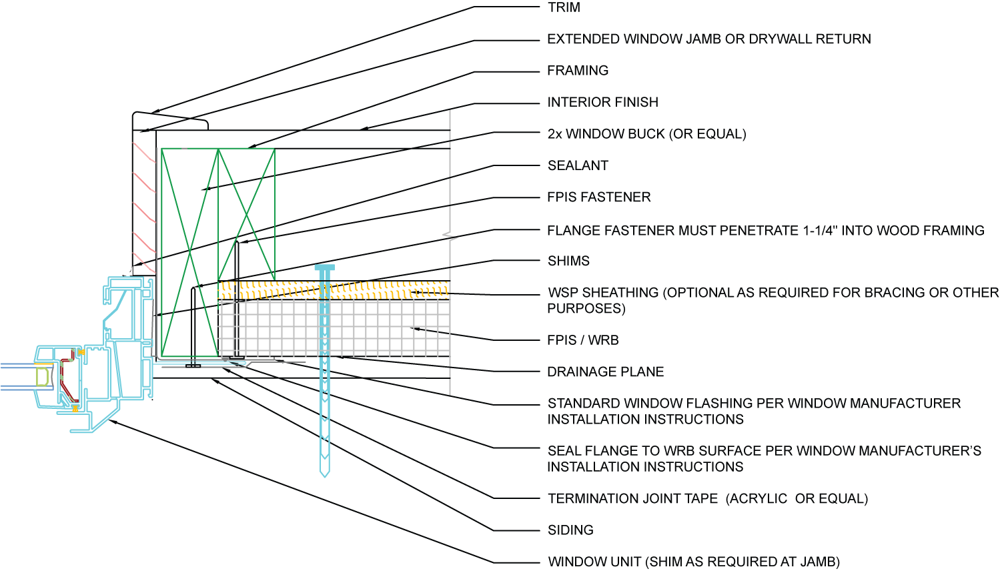 TRIM
EXTENDED WINDOW JAMB OR DRYWALL RETURN
FRAMING
INTERIOR FINISH
2x WINDOW BUCK (OR EQUAL)
SEALANT
FPIS FASTENER
FLANGE FASTENER MUST PENETRATE 1-1/4" INTO WOOD FRAMING
SHIMS
WSP SHEATHING (OPTIONAL AS REQUIRED FOR BRACING OR OTHER
PURPOSES)
FPIS / WRB
DRAINAGE PLANE
STANDARD WINDOW FLASHING PER WINDOW MANUFACTURER
INSTALLATION INSTRUCTIONS
SEAL FLANGE TO WRB SURFACE PER WINDOW MANUFACTURER’S
INSTALLATION INSTRUCTIONS
TERMINATION JOINT TAPE  (ACRYLIC  OR EQUAL)
SIDING
WINDOW UNIT (SHIM AS REQUIRED AT JAMB)